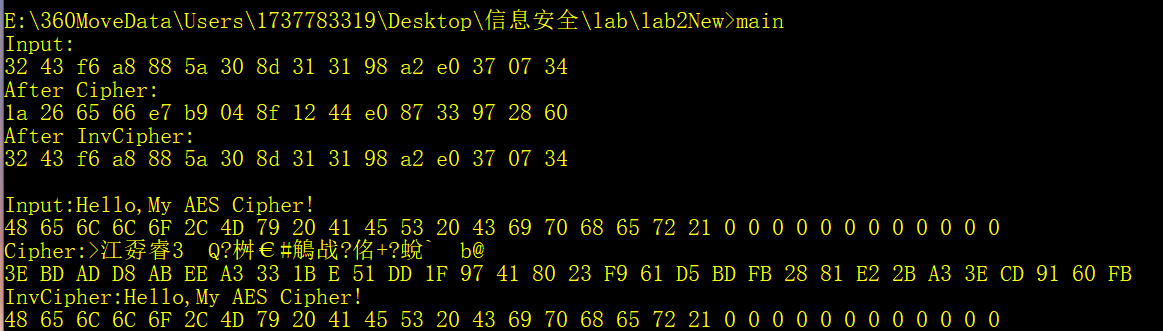 E:\360MoveData\Users\1737783319\Desktop\信息安全\lab\lab2New>main
Input:
32 43 f6 a8 88 5a 30 8d 31 31 98 a2 e0 37 07 34
After Cipher:
1a 26 65 66 e7 b9 04 8f 12 44 e0 87 33 97 28 60
After InvCipher:
32 43 f6 a8 88 5a 30 8d 31 31 98 a2 e0 37 07 34
Input:Hello,My AES Cipher!
48 65 6C 6C 6F 2C 4D 79 20 41 45 53 20 43 69 70 68 65 72 21 0 0 0 0 0 0 0 0 0 0 0 0
Cipher:>江孬睿3  Q?桝€#鵤战?佲+?蛻`  b@
3E BD AD D8 AB EE A3 33 1B E 51 DD 1F 97 41 80 23 F9 61 D5 BD FB 28 81 E2 2B A3 3E CD 91 60 FB
InvCipher:Hello,My AES Cipher!
48 65 6C 6C 6F 2C 4D 79 20 41 45 53 20 43 69 70 68 65 72 21 0 0 0 0 0 0 0 0 0 0 0 0